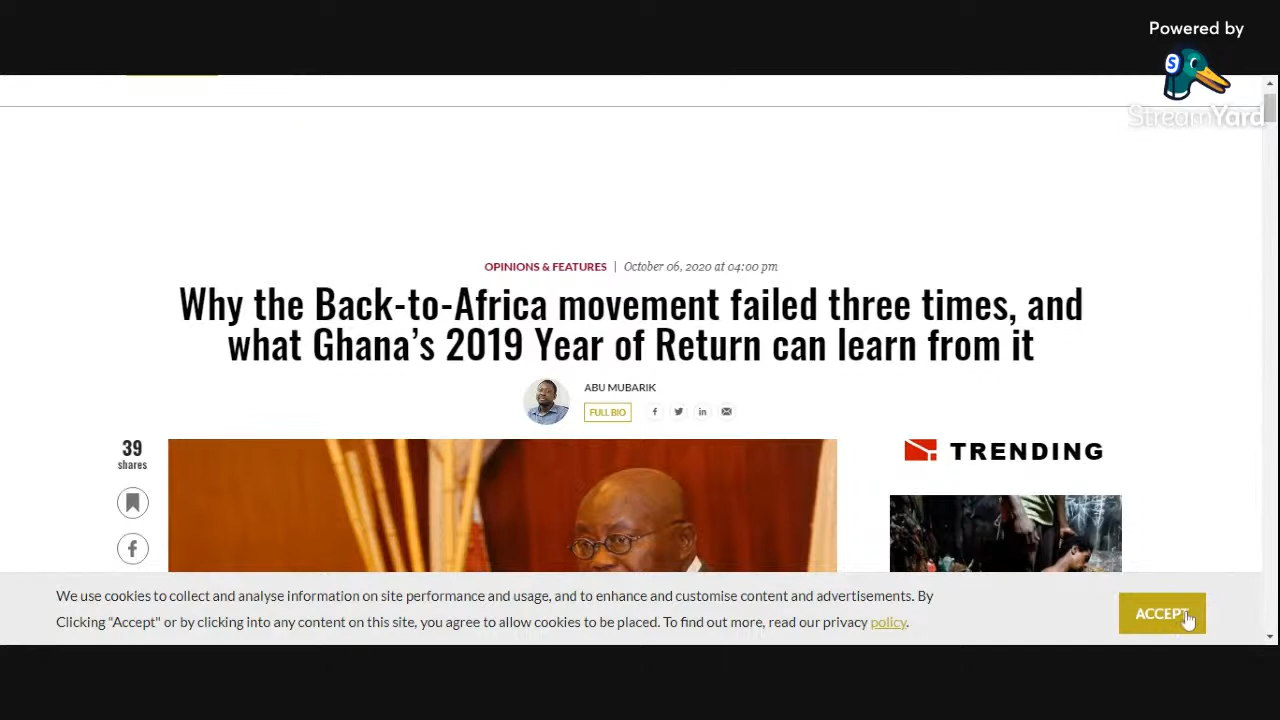 Powered by
S
StreamYard
OPINIONS & FEATURES | October 06, 2020 at 04:00 pm
Why the Back-to-Africa movement failed three times, and
what Ghana's 2019 Year of Return can learn from it
ABU MUBARIK
FULL BIO
39
shares
TRENDING
We use cookies to collect and analyse information on site performance and usage, and to enhance and customise content and advertisements. By
Clicking "Accept" or by clicking into any content on this site, you agree to allow cookies to be placed. To find out more, read our privacy policy.
ACCEPT